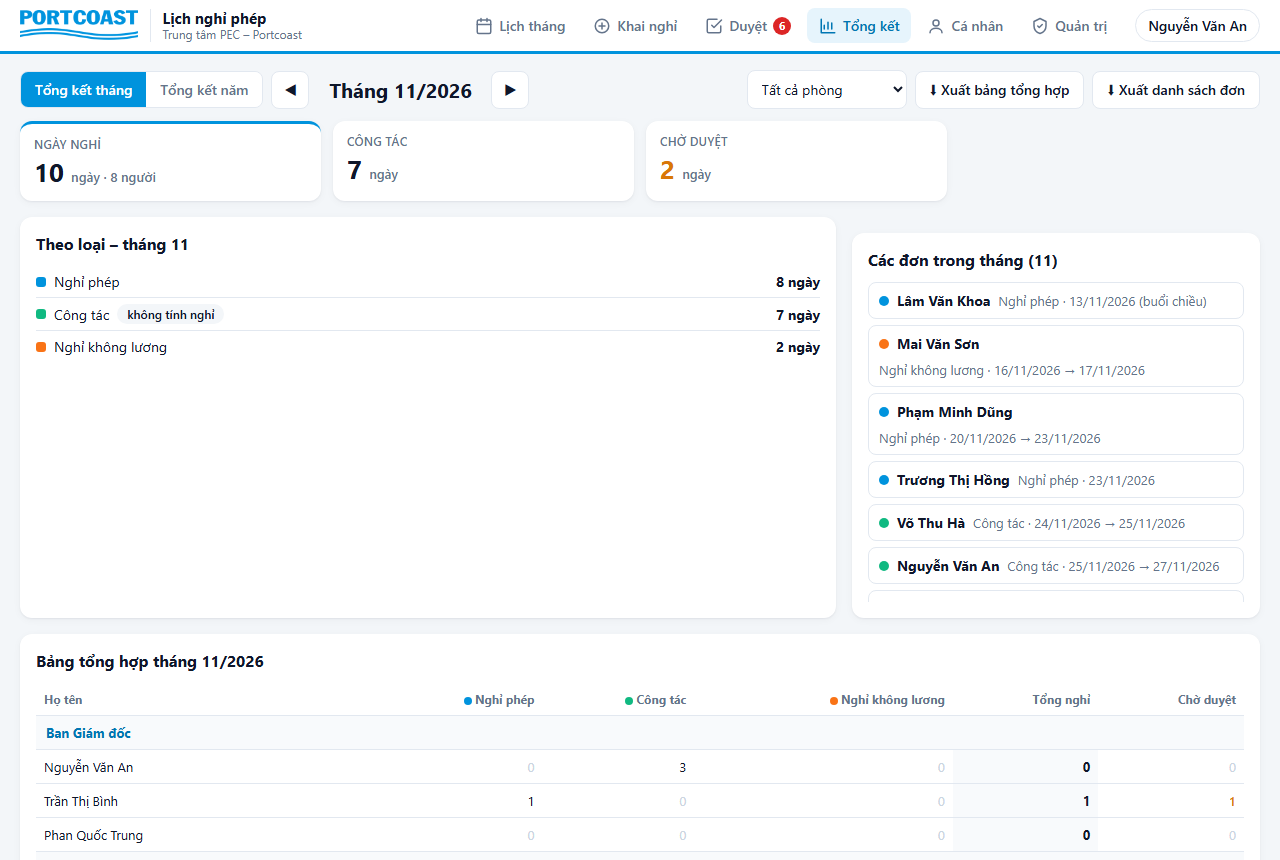 PORTCOAST
Lịch nghỉ phép
Trung tâm PEC – Portcoast
Lịch tháng
Khai nghỉ
Duyệt 6
Tổng kết
Cá nhân
Quản trị
Nguyễn Văn An
Tổng kết tháng
Tổng kết năm
◀
Tháng 11/2026
▶
Tất cả phòng
⬇ Xuất bảng tổng hợp
⬇ Xuất danh sách đơn
NGÀY NGHỈ
10 ngày · 8 người
CÔNG TÁC
7 ngày
CHỜ DUYỆT
2 ngày
Theo loại – tháng 11
Nghỉ phép 8 ngày
Công tác không tính nghỉ 7 ngày
Nghỉ không lương 2 ngày
Các đơn trong tháng (11)
Lâm Văn Khoa Nghỉ phép · 13/11/2026 (buổi chiều)
Mai Văn Sơn
Nghỉ không lương · 16/11/2026 → 17/11/2026
Phạm Minh Dũng
Nghỉ phép · 20/11/2026 → 23/11/2026
Trương Thị Hồng Nghỉ phép · 23/11/2026
Võ Thu Hà Công tác · 24/11/2026 → 25/11/2026
Nguyễn Văn An Công tác · 25/11/2026 → 27/11/2026
Bảng tổng hợp tháng 11/2026
Họ tên Nghỉ phép Công tác Nghỉ không lương Tổng nghỉ Chờ duyệt
Ban Giám đốc
Nguyễn Văn An 0 3 0 0 0
Trần Thị Bình 1 0 0 1 1
Phan Quốc Trung 0 0 0 0 0